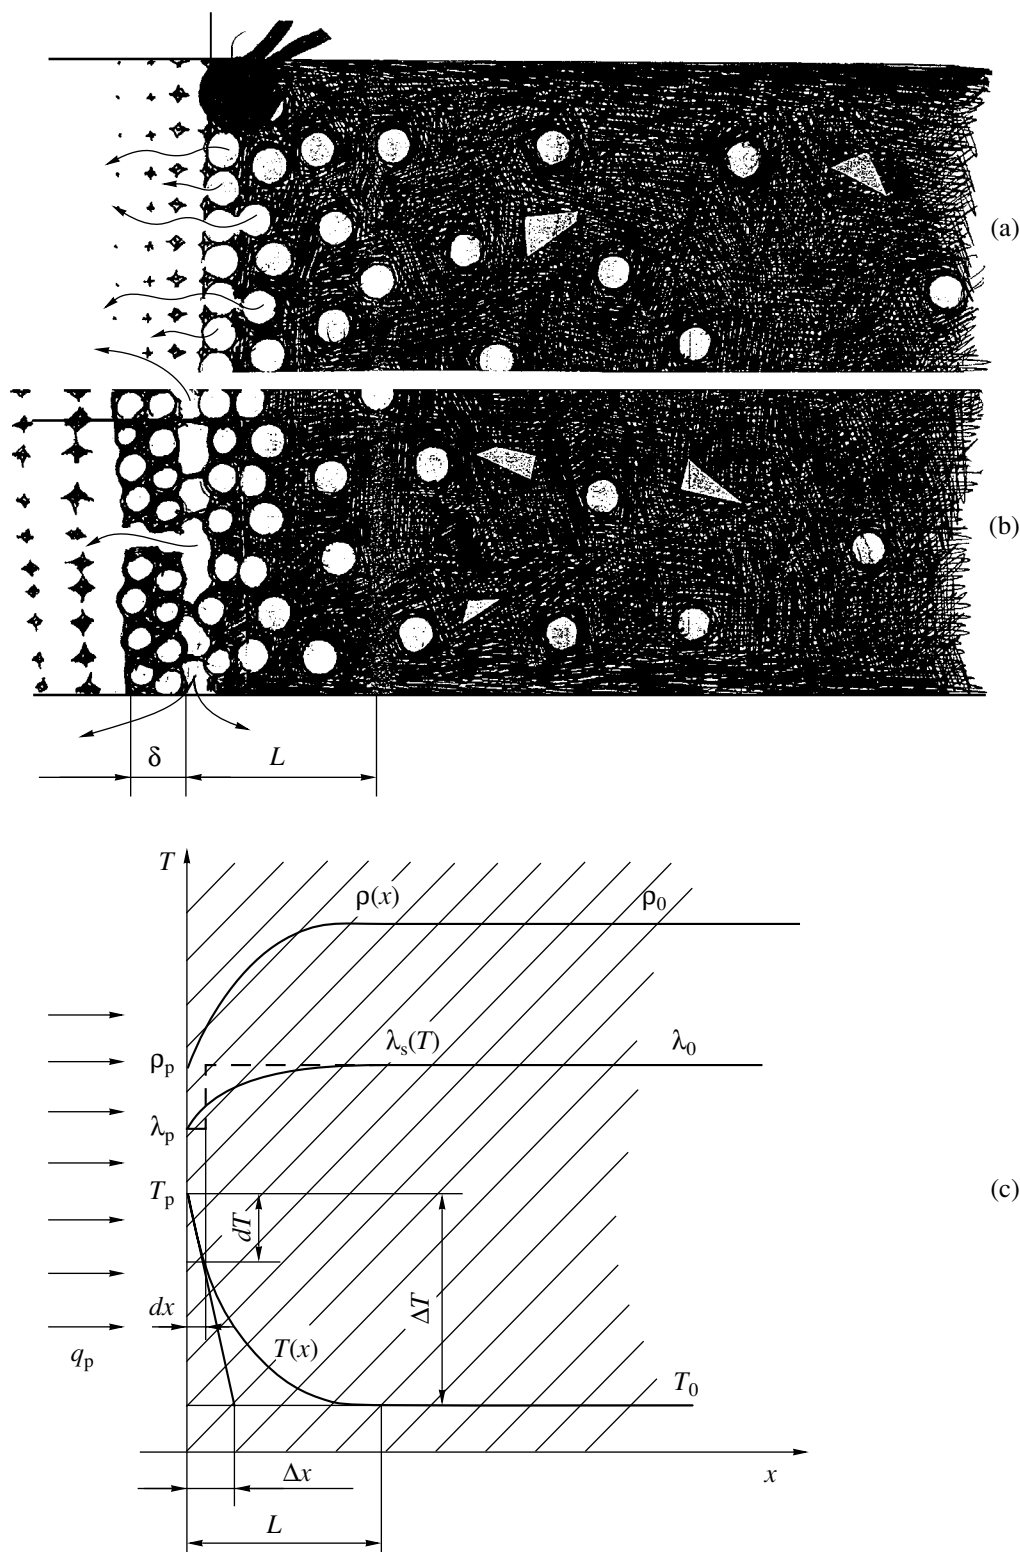 (a)
(b)
δ
L
T
ρ(x)
ρ₀
λₛ(T)
λ₀
ρₚ
λₚ
Tₚ
(c)
dT
ΔT
dx
T(x)
qₚ
T₀
Δx
x
L